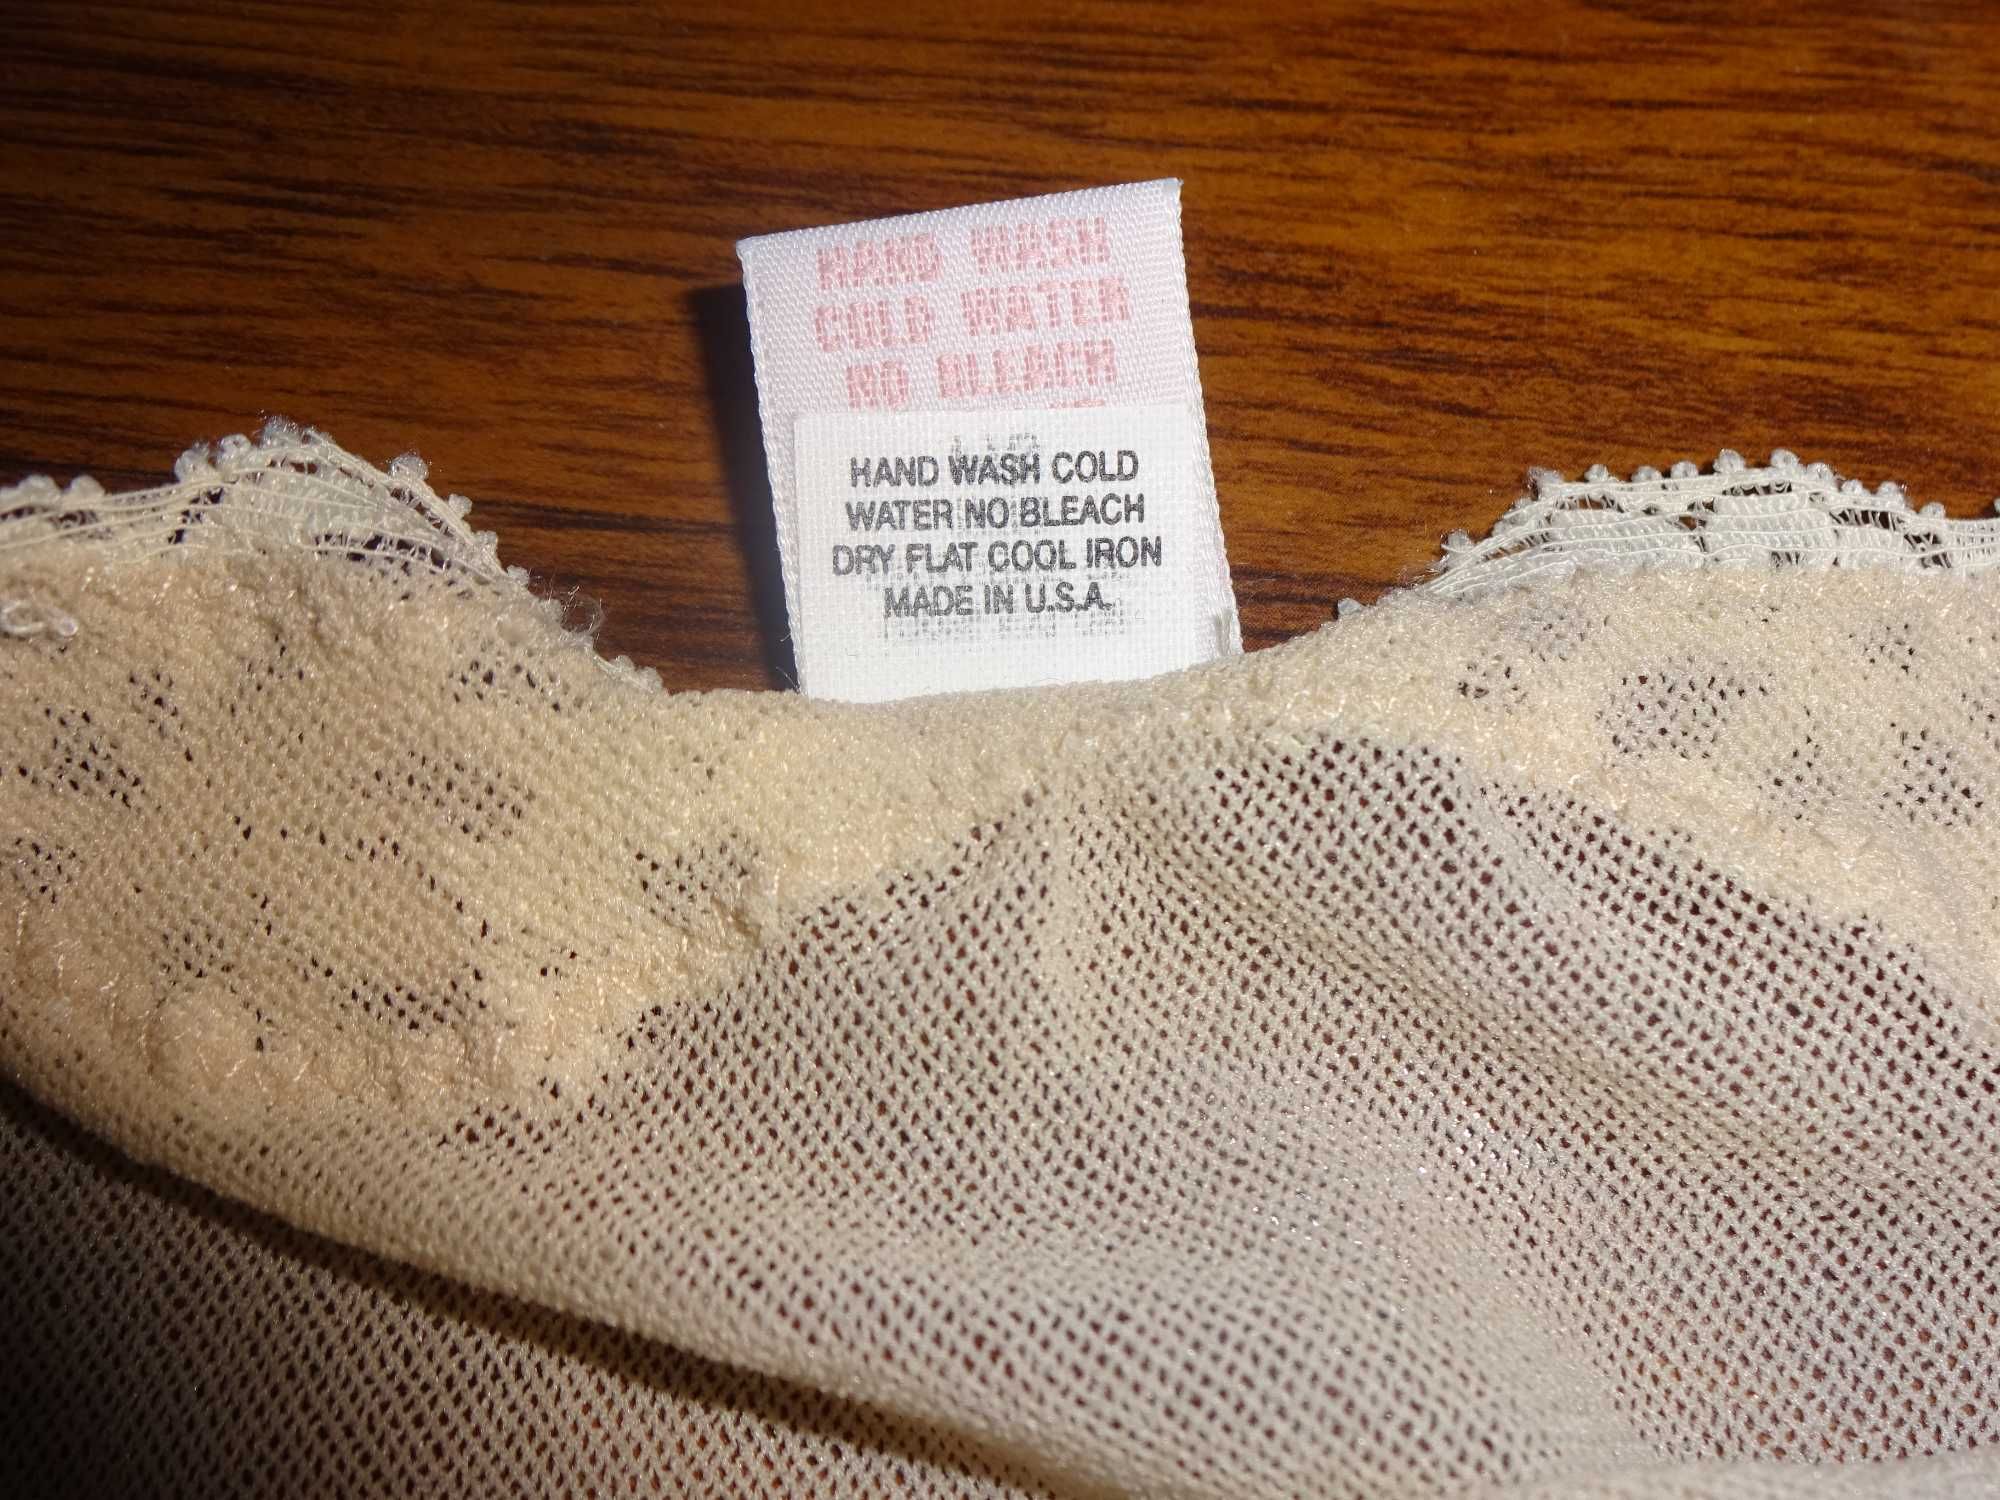 HAND WASH
COLD WATER
NO BLEACH
HAND WASH COLD
WATER NO BLEACH
DRY FLAT COOL IRON
MADE IN U.S.A.